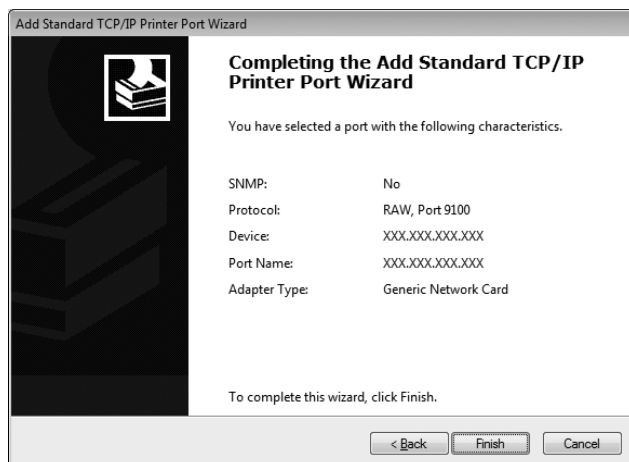 Add Standard TCP/IP Printer Port Wizard
Completing the Add Standard TCP/IP
Printer Port Wizard
You have selected a port with the following characteristics.
SNMP: No
Protocol: RAW, Port 9100
Device: XXX.XXX.XXX.XXX
Port Name: XXX.XXX.XXX.XXX
Adapter Type: Generic Network Card
To complete this wizard, click Finish.
< Back Finish Cancel